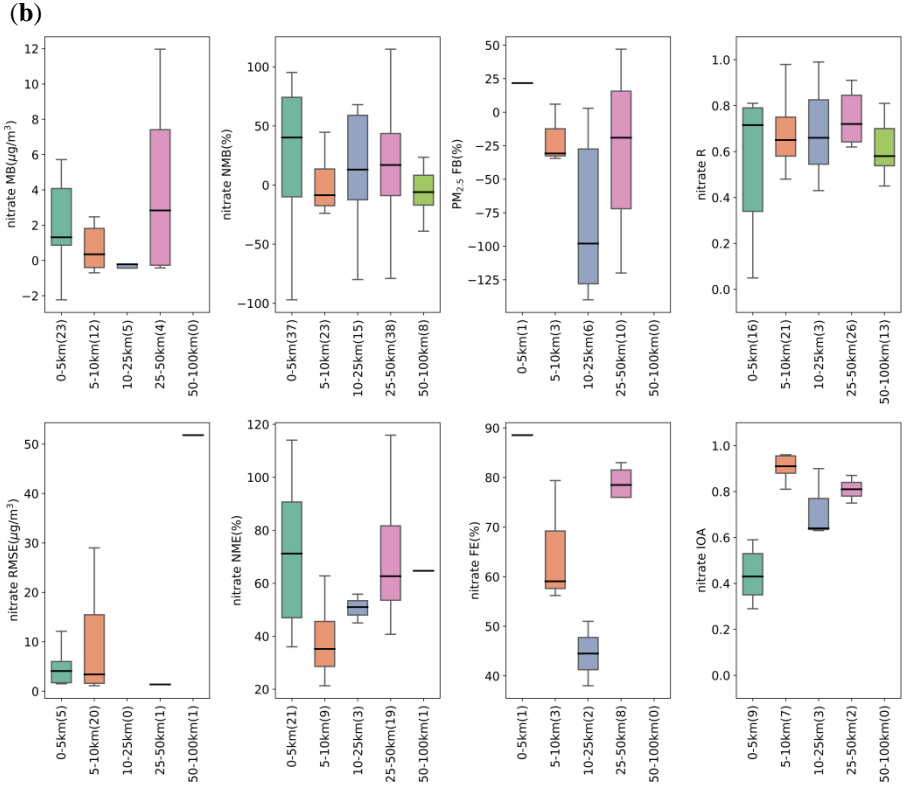 (b)
nitrate MB(μg/m³)
12
10
8
6
4
2
0
−2
0-5km(23)
5-10km(12)
10-25km(5)
25-50km(4)
50-100km(0)
nitrate NMB(%)
100
50
0
−50
−100
0-5km(37)
5-10km(23)
10-25km(15)
25-50km(38)
50-100km(8)
PM₂.₅ FB(%)
50
25
0
−25
−50
−75
−100
−125
0-5km(1)
5-10km(3)
10-25km(6)
25-50km(10)
50-100km(0)
nitrate R
1.0
0.8
0.6
0.4
0.2
0.0
0-5km(16)
5-10km(21)
10-25km(3)
25-50km(26)
50-100km(13)
nitrate RMSE(μg/m³)
50
40
30
20
10
0
0-5km(5)
5-10km(20)
10-25km(0)
25-50km(1)
50-100km(1)
nitrate NME(%)
120
100
80
60
40
20
0-5km(21)
5-10km(9)
10-25km(3)
25-50km(19)
50-100km(1)
nitrate FE(%)
90
80
70
60
50
40
0-5km(1)
5-10km(3)
10-25km(2)
25-50km(8)
50-100km(0)
nitrate IOA
1.0
0.8
0.6
0.4
0.2
0.0
0-5km(9)
5-10km(7)
10-25km(3)
25-50km(2)
50-100km(0)